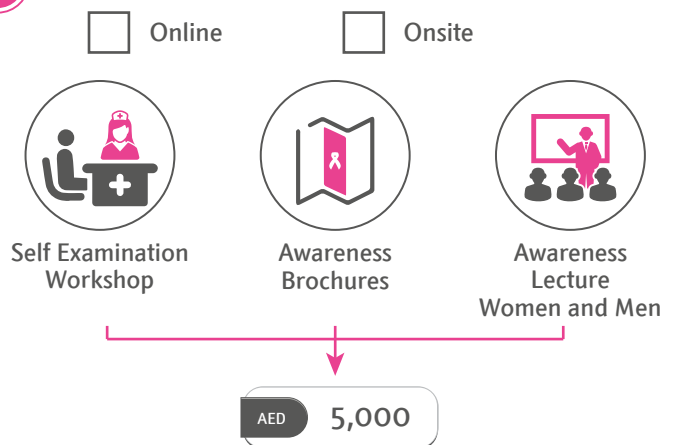 Online
Onsite
Self Examination
Workshop
Awareness
Brochures
Awareness
Lecture
Women and Men
AED 5,000